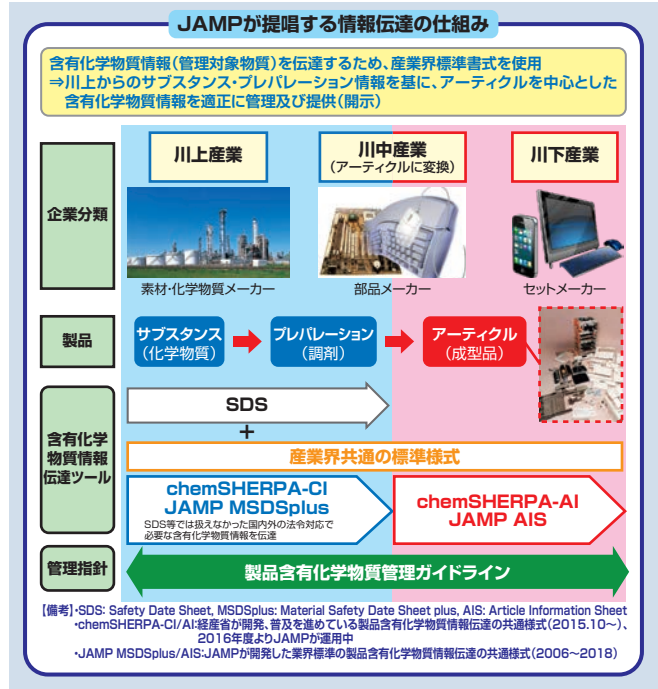 JAMPが提唱する情報伝達の仕組み
含有化学物質情報(管理対象物質)を伝達するため、産業界標準書式を使用
⇒川上からのサブスタンス・プレパレーション情報を基に、アーティクルを中心とした
含有化学物質情報を適正に管理及び提供(開示)
企業分類
川上産業
川中産業
(アーティクルに変換)
川下産業
素材・化学物質メーカー
部品メーカー
セットメーカー
製品
サブスタンス
(化学物質)
プレパレーション
(調剤)
アーティクル
(成型品)
含有化学
物質情報
伝達ツール
SDS
+
産業界共通の標準様式
chemSHERPA-CI
JAMP MSDSplus
SDS等では扱えなかった国内外の法令対応で
必要な含有化学物質情報を伝達
chemSHERPA-AI
JAMP AIS
管理指針
製品含有化学物質管理ガイドライン
【備考】・SDS: Safety Date Sheet, MSDSplus: Material Safety Date Sheet plus, AIS: Article Information Sheet
・chemSHERPA-CI/AI:経産省が開発、普及を進めている製品含有化学物質情報伝達の共通様式(2015.10～)、
2016年度よりJAMPが運用中
・JAMP MSDSplus/AIS:JAMPが開発した業界標準の製品含有化学物質情報伝達の共通様式(2006～2018)